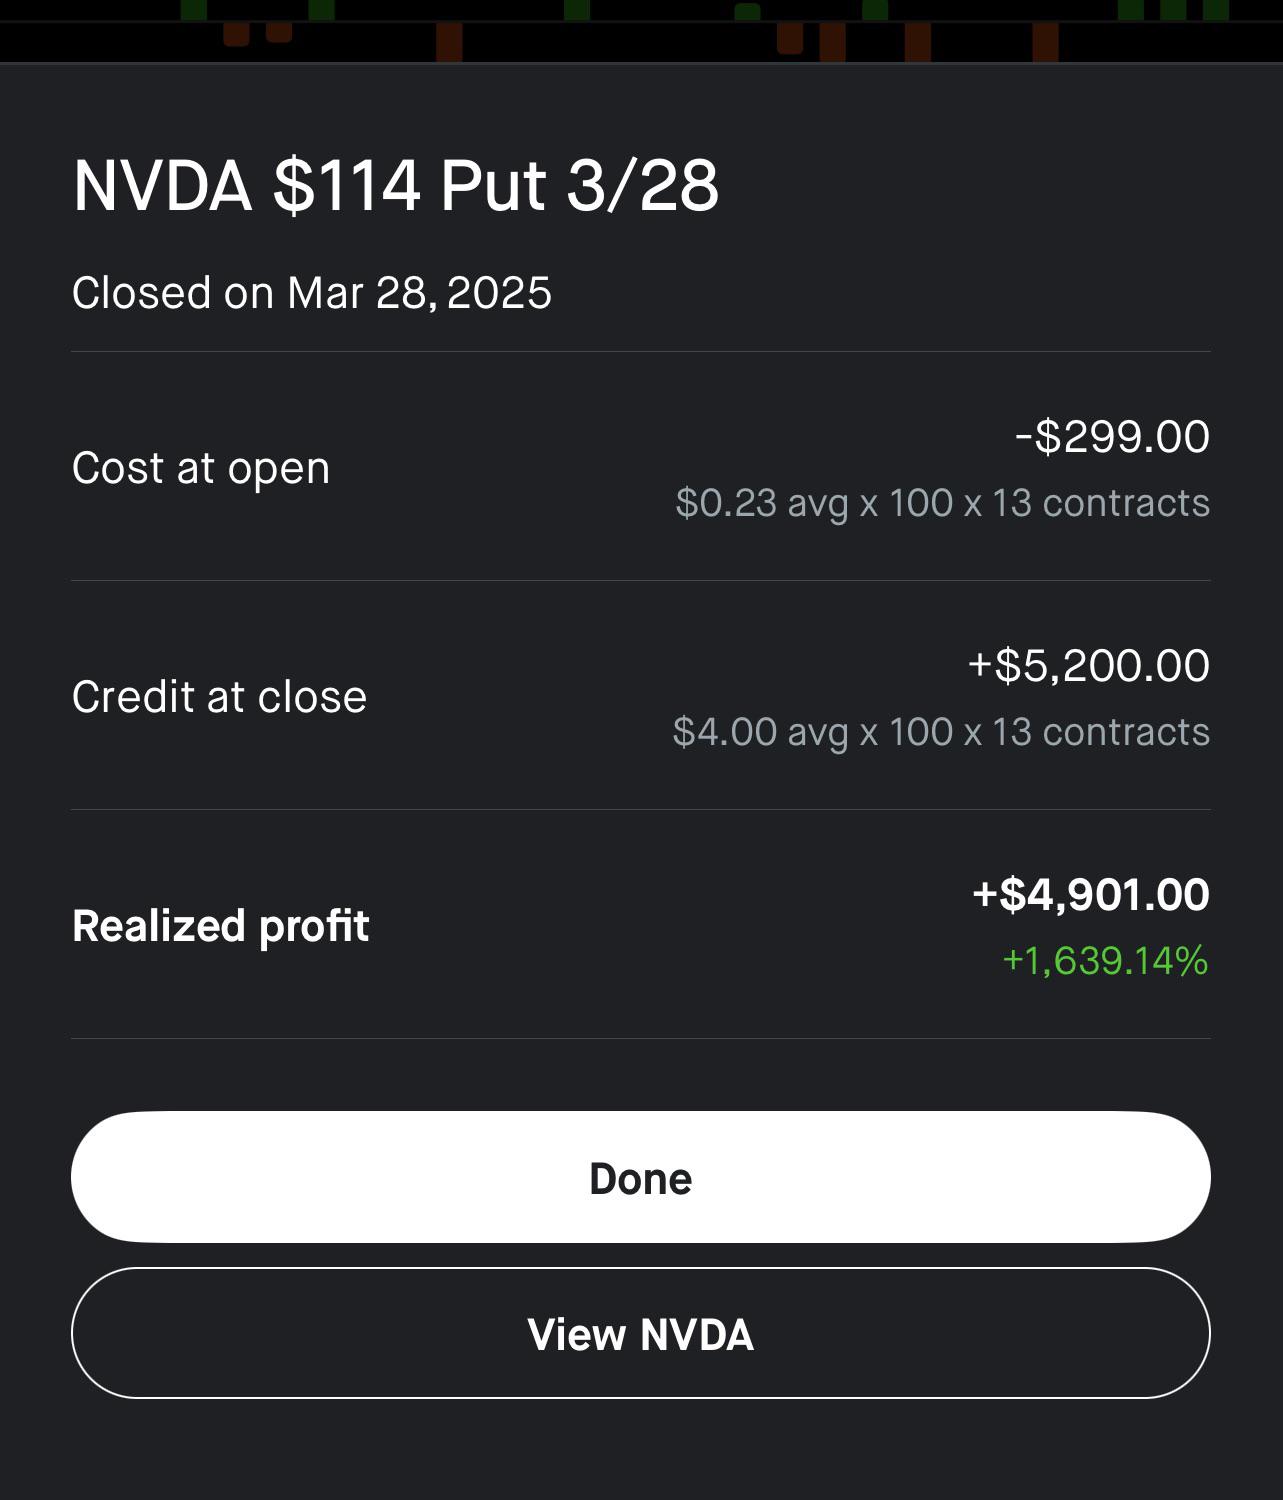 NVDA $114 Put 3/28
Closed on Mar 28, 2025
Cost at open
-$299.00
$0.23 avg x 100 x 13 contracts
Credit at close
+$5,200.00
$4.00 avg x 100 x 13 contracts
Realized profit
+$4,901.00
+1,639.14%
Done
View NVDA